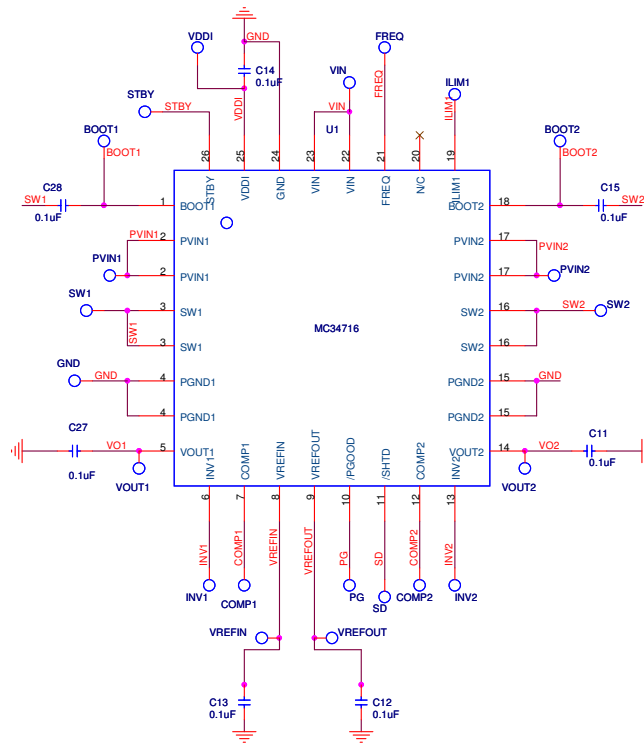 VDDI
GND
FREQ
C14
0.1uF
VIN
STBY
STBY
VDDI
VIN
FREQ
ILIM1
ILIM1
BOOT1
BOOT1
U1
BOOT2
BOOT2
26
25
24
23
22
21
20
19
STBY
VDDI
GND
VIN
VIN
FREQ
N/C
ILIM1
C28
SW1
0.1uF
1
BOOT1
BOOT2
18
C15
SW2
0.1uF
PVIN1
2
PVIN1
PVIN2
17
PVIN2
PVIN1
2
PVIN1
PVIN2
17
PVIN2
SW1
3
SW1
SW2
16
SW2
SW2
SW1
3
SW1
MC34716
SW2
16
GND
GND
4
PGND1
PGND2
15
GND
4
PGND1
PGND2
15
C27
0.1uF
VO1
5
VOUT1
VOUT2
14
VO2
C11
0.1uF
VOUT1
VOUT2
INV1
COMP1
VREFIN
VREFOUT
/PGOOD
/SHTD
COMP2
INV2
6
7
8
9
10
11
12
13
INV1
COMP1
VREFIN
VREFOUT
PG
SD
COMP2
INV2
INV1
COMP1
PG
SD
COMP2
INV2
VREFIN
VREFOUT
C13
0.1uF
C12
0.1uF